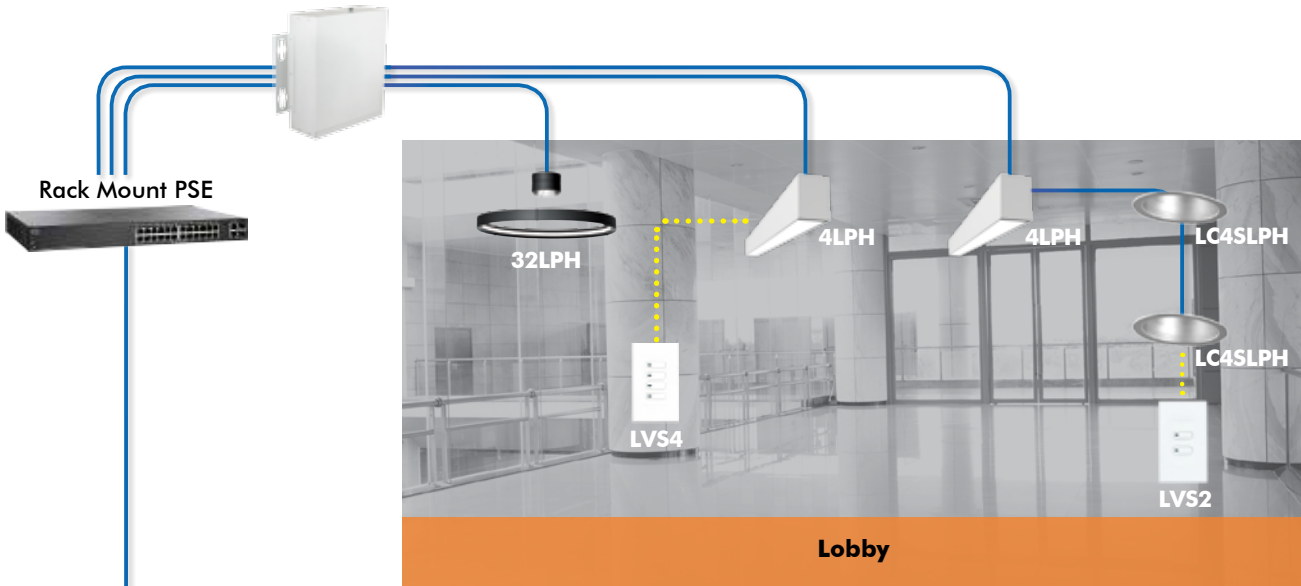 Rack Mount PSE
32LPH
4LPH
4LPH
LC4SLPH
LC4SLPH
LVS4
LVS2
Lobby